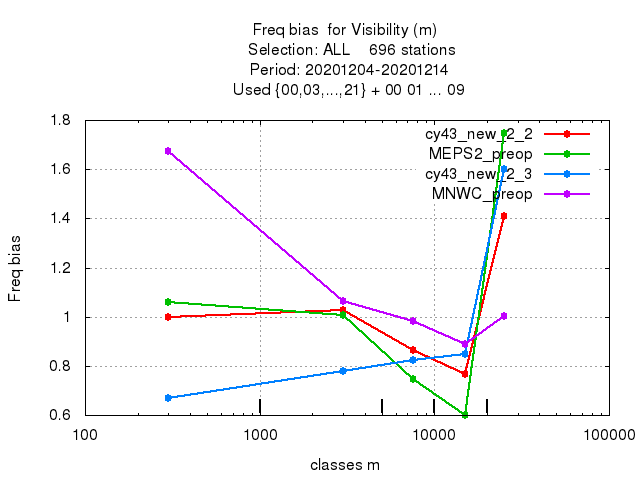 Freq bias for Visibility (m)
Selection: ALL 696 stations
Period: 20201204-20201214
Used {00,03,...,21} + 00 01 ... 09
cy43_new_2_2
MEPS2_preop
cy43_new_2_3
MNWC_preop
Freq bias
1.8
1.6
1.4
1.2
1
0.8
0.6
100 1000 10000 100000
classes m